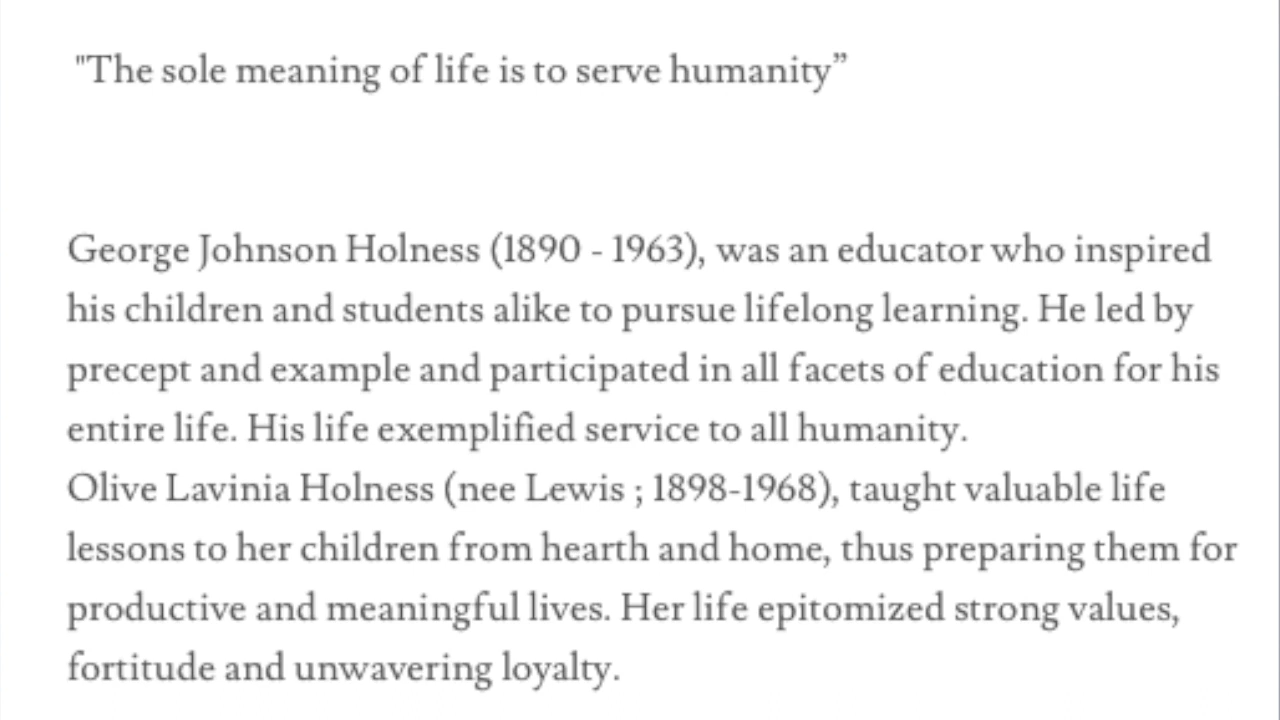 "The sole meaning of life is to serve humanity”
George Johnson Holness (1890 - 1963), was an educator who inspired
his children and students alike to pursue lifelong learning. He led by
precept and example and participated in all facets of education for his
entire life. His life exemplified service to all humanity.
Olive Lavinia Holness (nee Lewis ; 1898-1968), taught valuable life
lessons to her children from hearth and home, thus preparing them for
productive and meaningful lives. Her life epitomized strong values,
fortitude and unwavering loyalty.